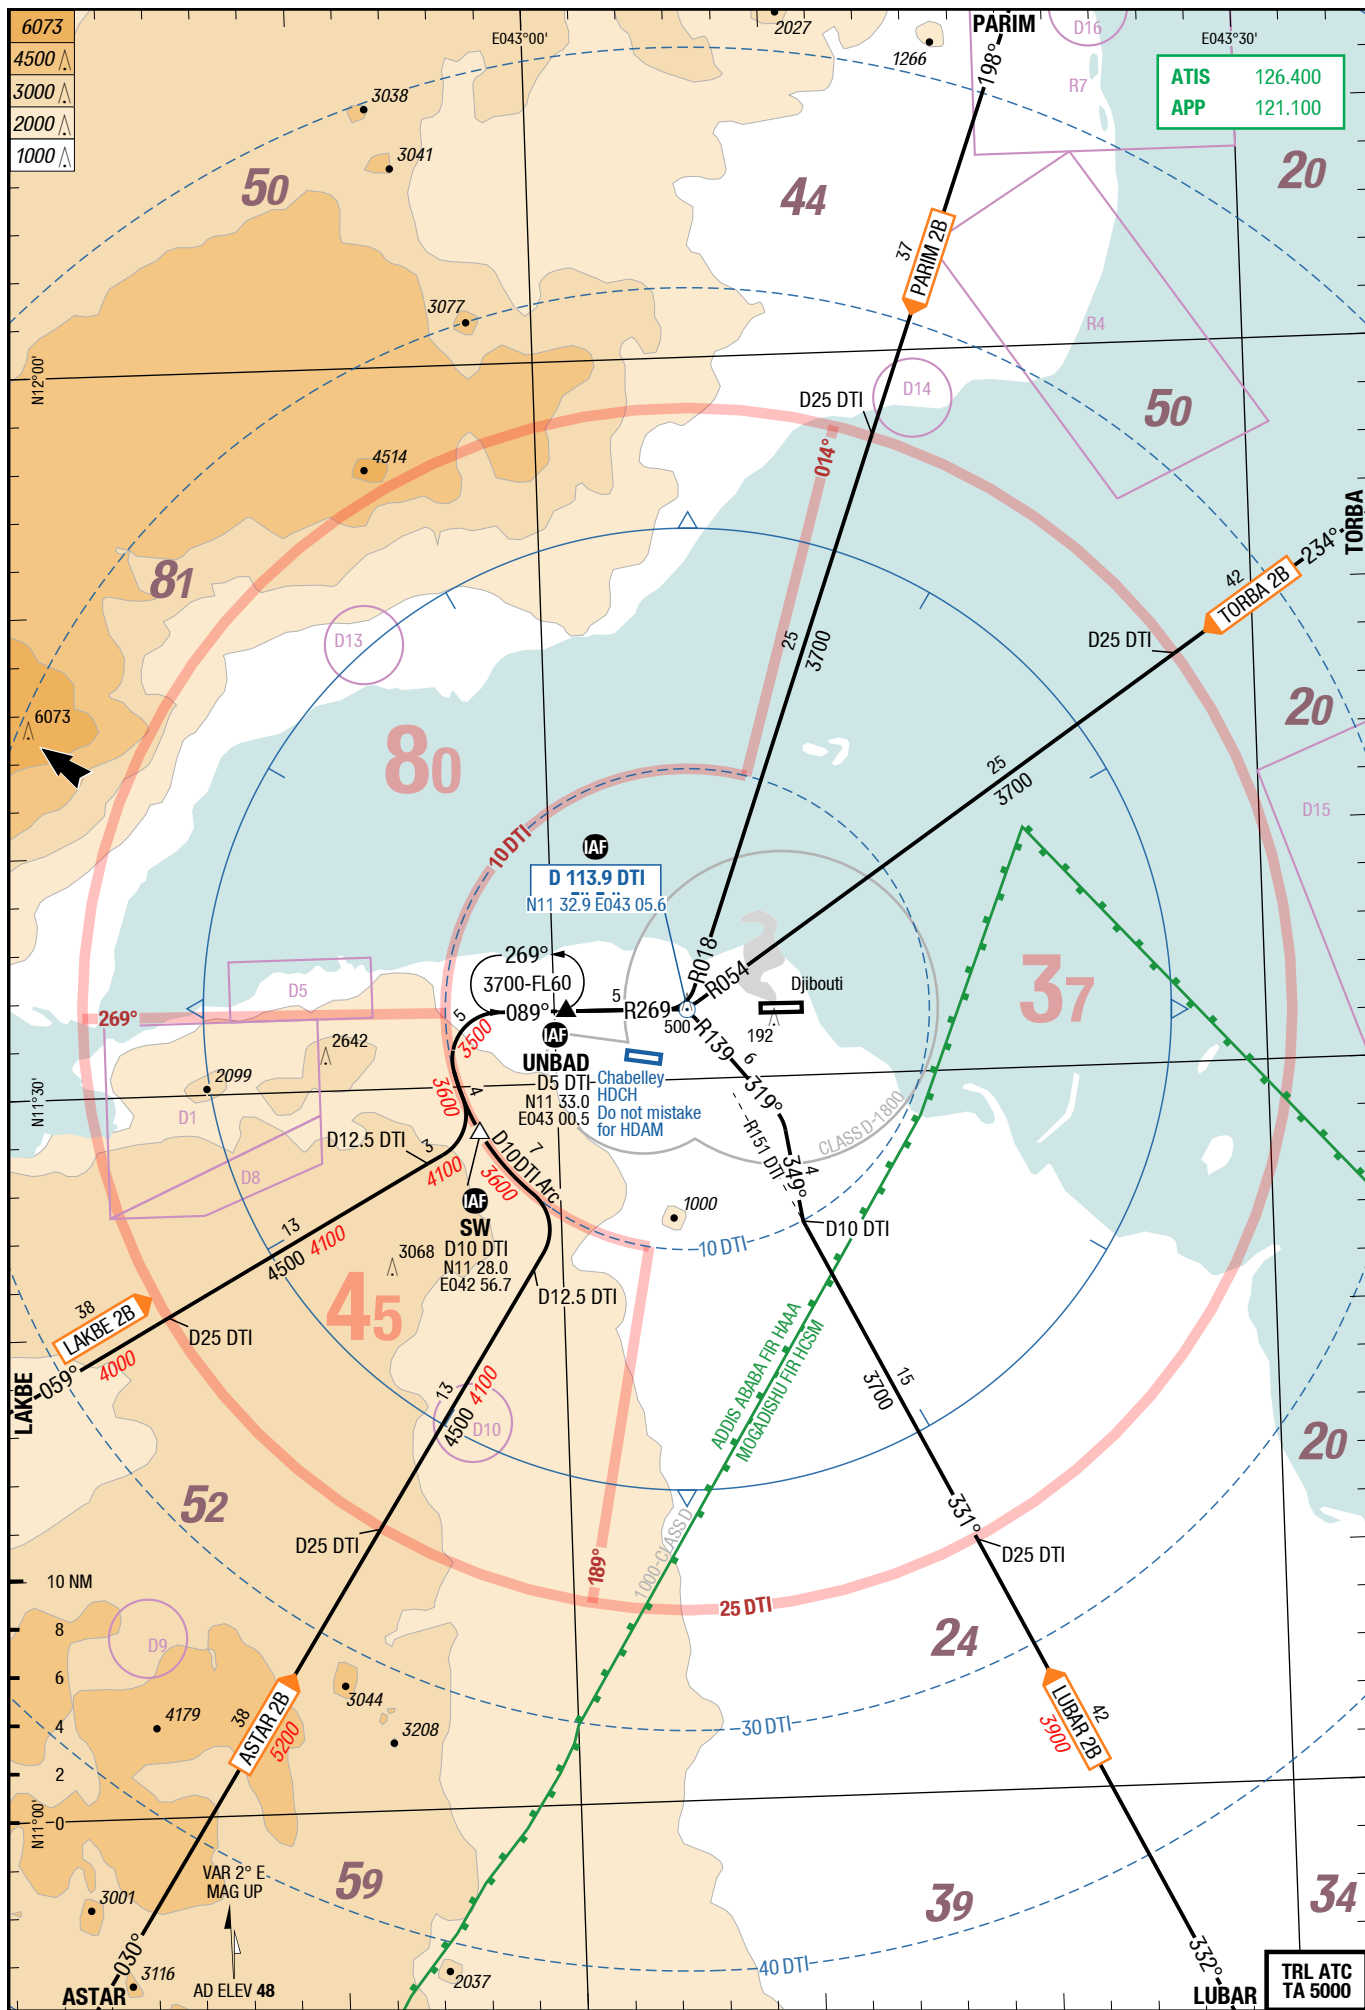 6073
4500
3000
2000
1000
E043°00'
2027
1266
PARIM
198°
D16
R7
E043°30'
ATIS 126.400
APP 121.100
3038
3041
50
44
20
37
PARIM 2B
3077
R4
N12°00'
D25 DTI
D14
50
014°
4514
TORBA
234°
42
TORBA 2B
81
D25 DTI
D13
25
3700
20
6073
80
25
3700
D15
10 DTI
IAF
D 113.9 DTI
N11 32.9 E043 05.6
37
R018
R054
269°
3700-FL60
089°
5
R269
500
Djibouti
192
D5
269°
5
3500
IAF
UNBAD
D5 DTI
N11 33.0
E043 00.5
Chabelley
HDCH
Do not mistake
for HDAM
R139
6
319°
2642
2099
4
3600
N11°30'
D1
D12.5 DTI
3
4100
D8
7
D10DTI Arc
3600
R151 DTI
4
349°
CLASS D-1800
IAF
SW
D10 DTI
N11 28.0
E042 56.7
1000
10 DTI
D10 DTI
13
4500
4100
3068
45
D12.5 DTI
38
LAKBE 2B
D25 DTI
4000
059°
LAKBE
ADDIS ABABA FIR HAAA
MOGADISHU FIR HCSM
15
3700
13
4500
4100
D10
20
52
331°
D25 DTI
D25 DTI
1000-CLASS D
189°
25 DTI
10 NM
8
6
4
2
0
D9
24
4179
3044
3208
38
ASTAR 2B
5200
30 DTI
42
LUBAR 2B
3900
N11°00'
VAR 2° E
MAG UP
59
39
34
3001
030°
3116
ASTAR
AD ELEV 48
2037
40 DTI
332°
LUBAR
TRL ATC
TA 5000